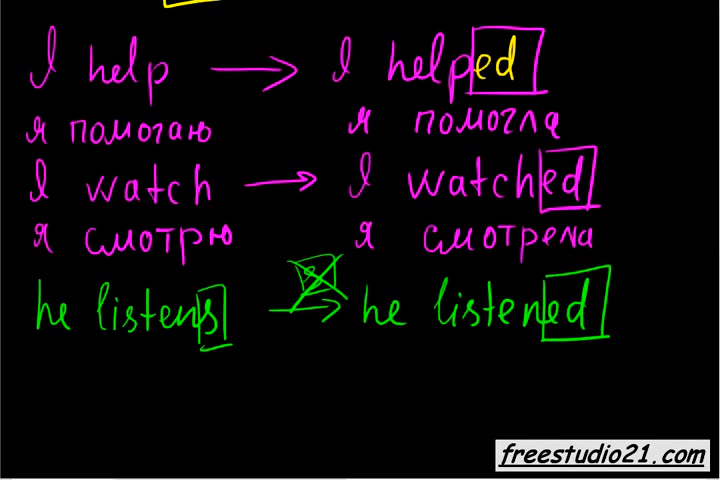 I help → I helped
я помогаю я помогла
I watch → I watched
я смотрю я смотрела
he listens → he listened
freestudio21.com